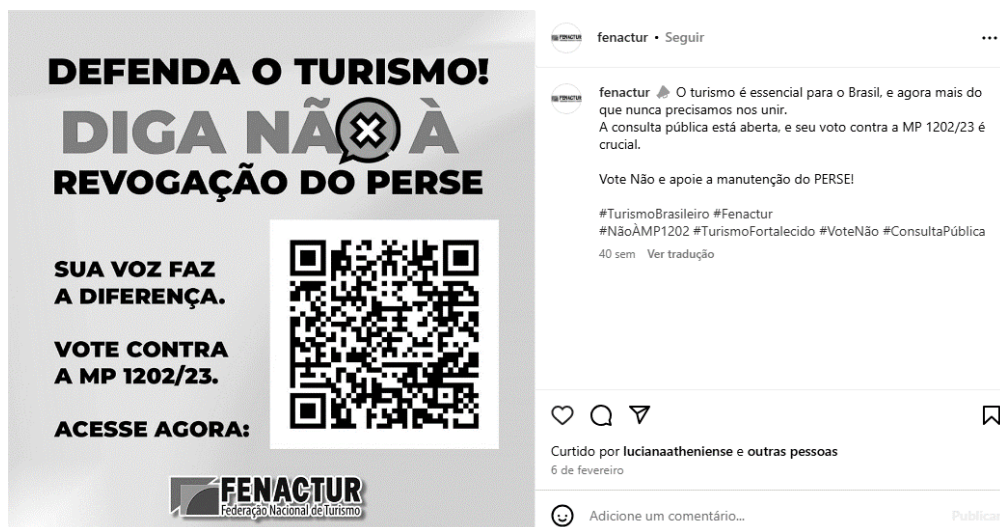 DEFENDA O TURISMO!
DIGA NÃO À
REVOGAÇÃO DO PERSE
SUA VOZ FAZ
A DIFERENÇA.
VOTE CONTRA
A MP 1202/23.
ACESSE AGORA:
FENACTUR
Federação Nacional de Turismo
fenactur • Seguir
fenactur O turismo é essencial para o Brasil, e agora mais do
que nunca precisamos nos unir.
A consulta pública está aberta, e seu voto contra a MP 1202/23 é
crucial.
Vote Não e apoie a manutenção do PERSE!
#TurismoBrasileiro #Fenactur
#NãoÀMP1202 #TurismoFortalecido #VoteNão #ConsultaPública
40 sem Ver tradução
Curtido por lucianaatheniense e outras pessoas
6 de fevereiro
Adicione um comentário...
Publicar